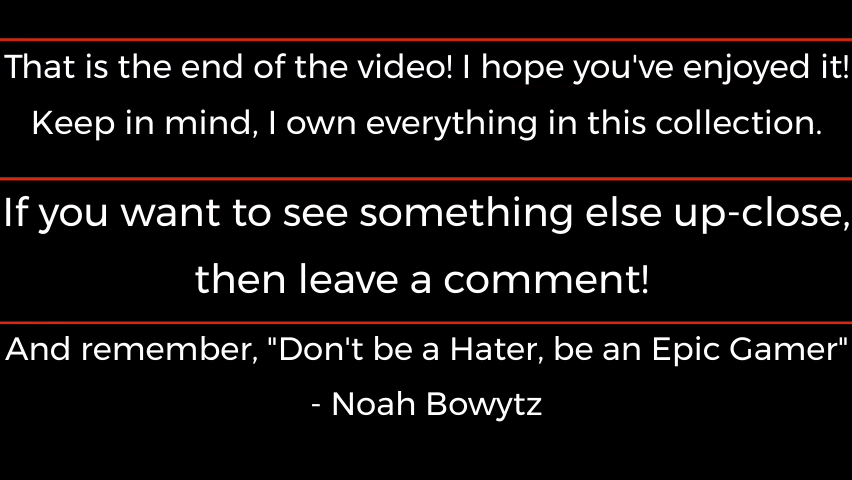 That is the end of the video! I hope you've enjoyed it!
Keep in mind, I own everything in this collection.
If you want to see something else up-close,
then leave a comment!
And remember, "Don't be a Hater, be an Epic Gamer"
- Noah Bowytz